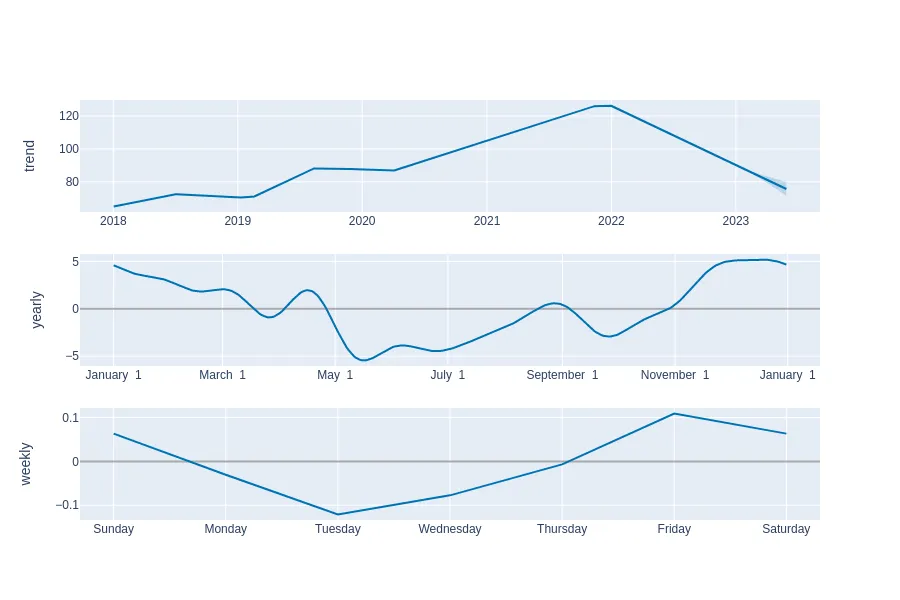 trend
120
100
80
2018 2019 2020 2021 2022 2023
yearly
5
0
−5
January 1 March 1 May 1 July 1 September 1 November 1 January 1
weekly
0.1
0
−0.1
Sunday Monday Tuesday Wednesday Thursday Friday Saturday